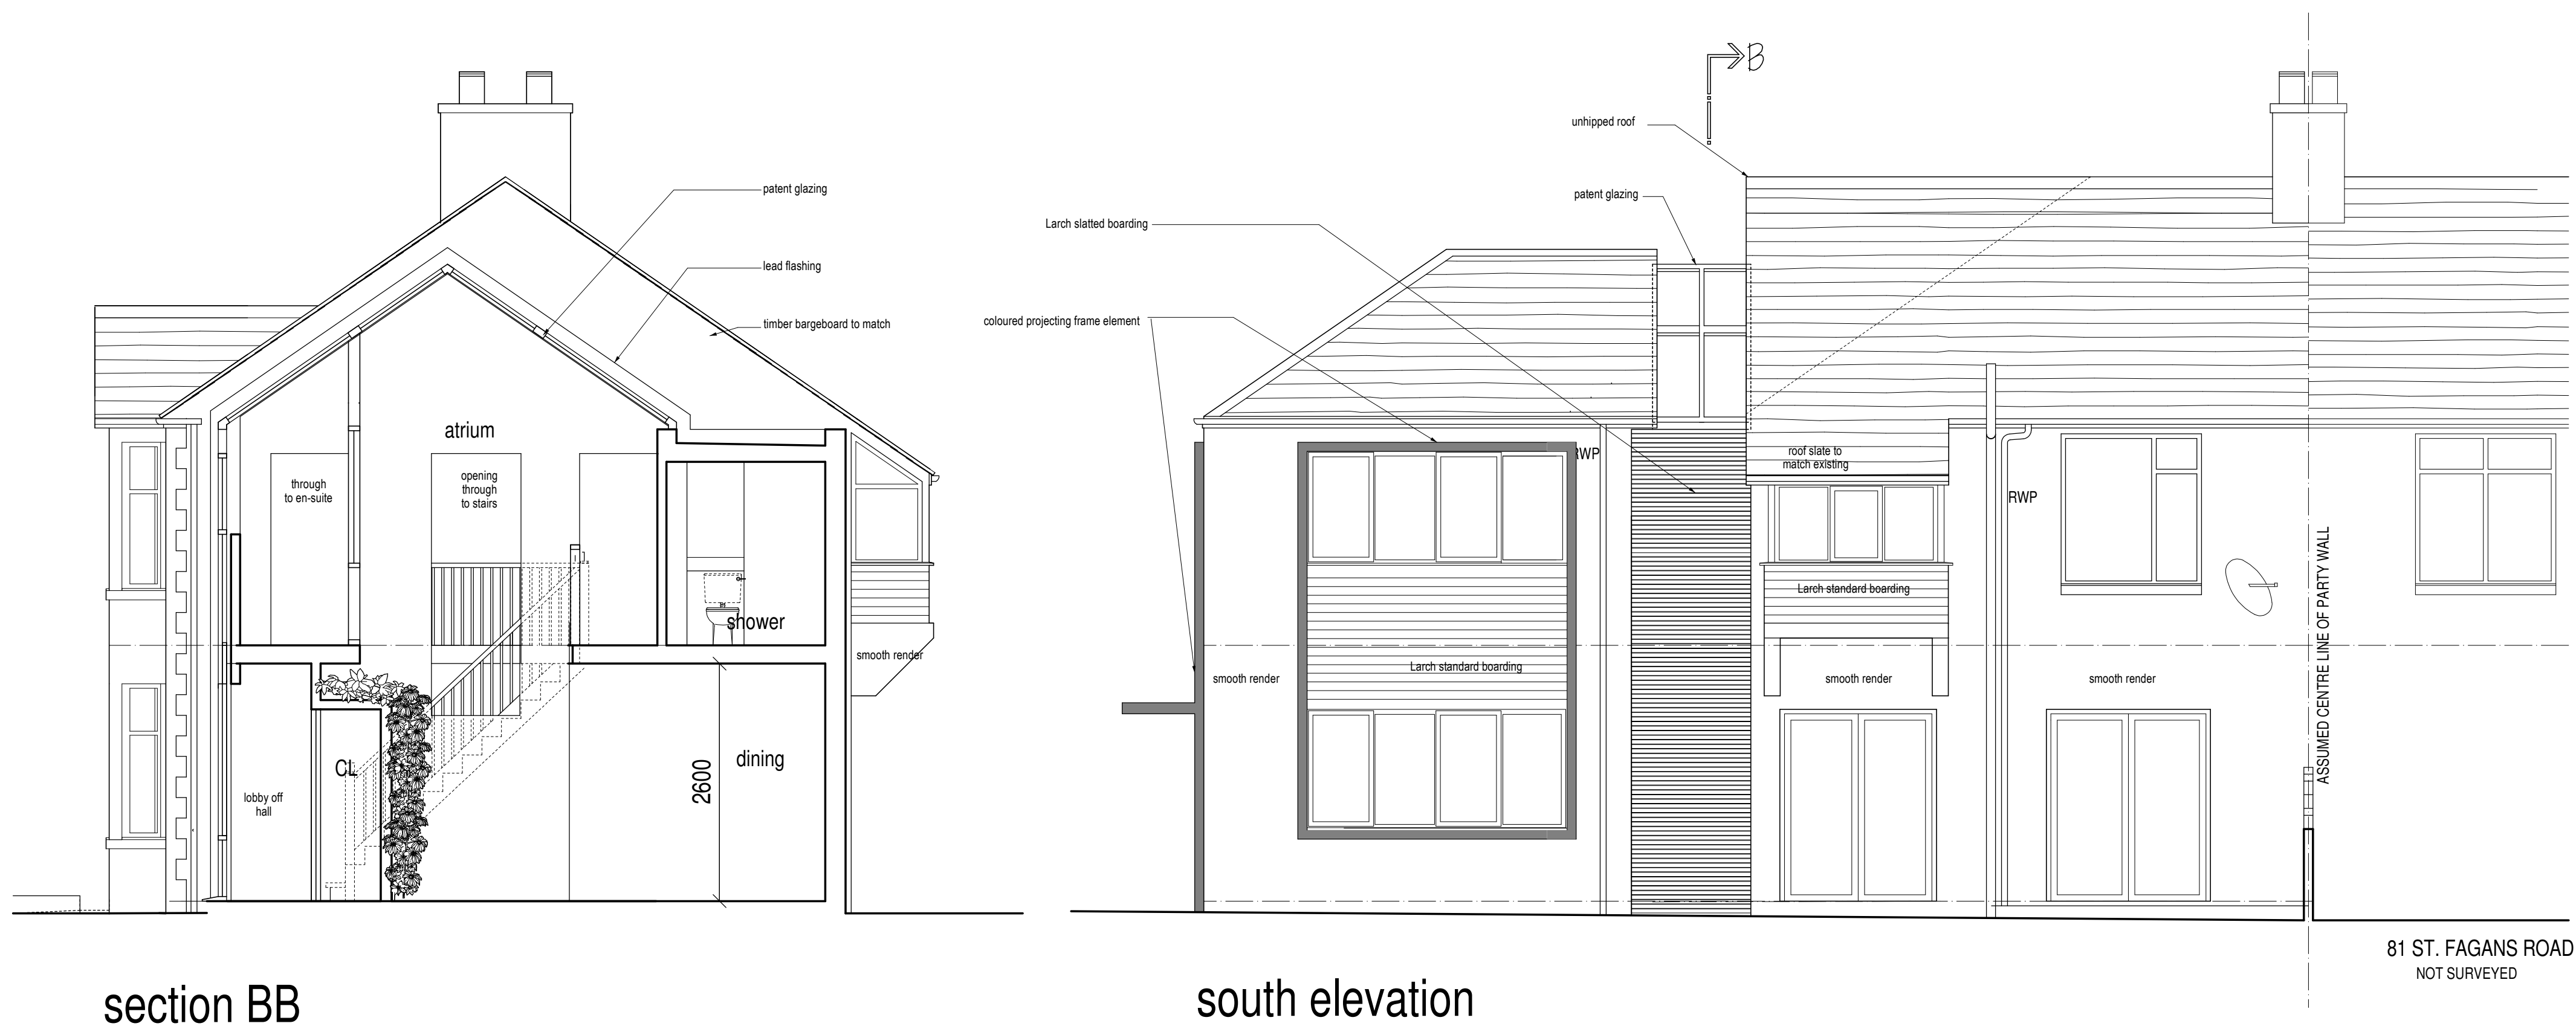 patent glazing
lead flashing
timber bargeboard to match
atrium
through
to en-suite
opening
through
to stairs
shower
smooth render
CL
lobby off
hall
2600
dining
section BB
B
unhipped roof
patent glazing
Larch slatted boarding
coloured projecting frame element
RWP
roof slate to
match existing
RWP
Larch standard boarding
Larch standard boarding
smooth render
smooth render
smooth render
ASSUMED CENTRE LINE OF PARTY WALL
81 ST. FAGANS ROAD
NOT SURVEYED
south elevation